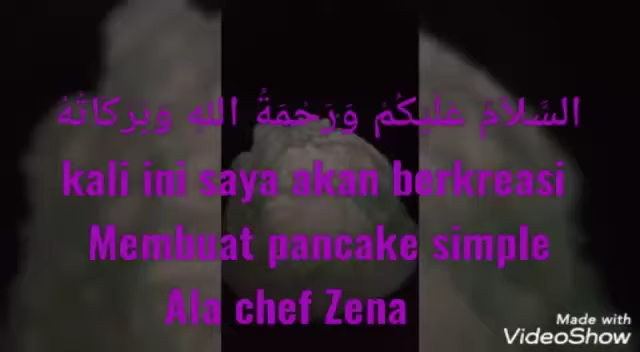 السَّلاَمُ عَلَيْكُمْ وَرَحْمَةُ اللهِ وَبَرَكَاتُهُ
kali ini saya akan berkreasi
Membuat pancake simple
Ala chef Zena
Made with
VideoShow